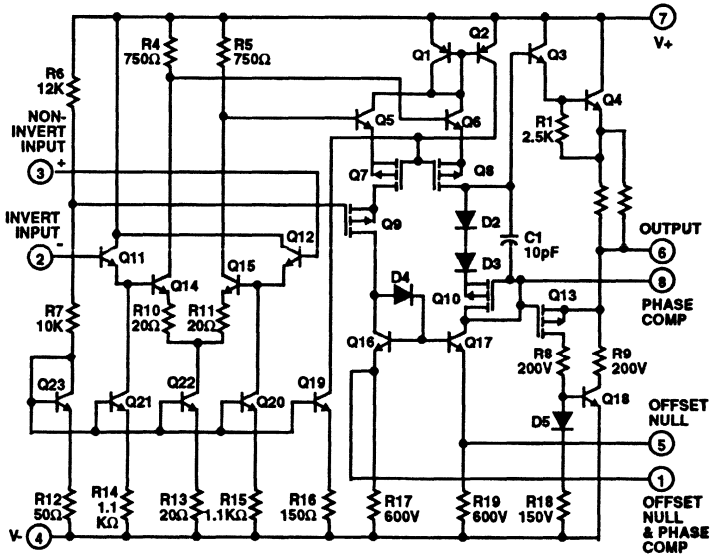 R4
750Ω
R5
750Ω
Q1
Q2
7
V+
R6
12K
Q3
Q4
NON-
INVERT
INPUT
+
3
Q5
Q6
R1
2.5K
Q7
Q8
INVERT
INPUT
-
2
Q11
Q12
Q9
D2
C1
10pF
OUTPUT
6
D3
Q14
Q15
D4
Q10
Q13
8
PHASE
COMP
R7
10K
R10
20Ω
R11
20Ω
Q16
Q17
R8
200V
R9
200V
Q23
Q21
Q22
Q20
Q19
Q18
D5
OFFSET
NULL
5
1
R12
50Ω
R14
1.1
KΩ
R13
20Ω
R15
1.1KΩ
R16
150Ω
R17
600V
R19
600V
R18
150V
OFFSET
NULL
& PHASE
COMP
V-
4